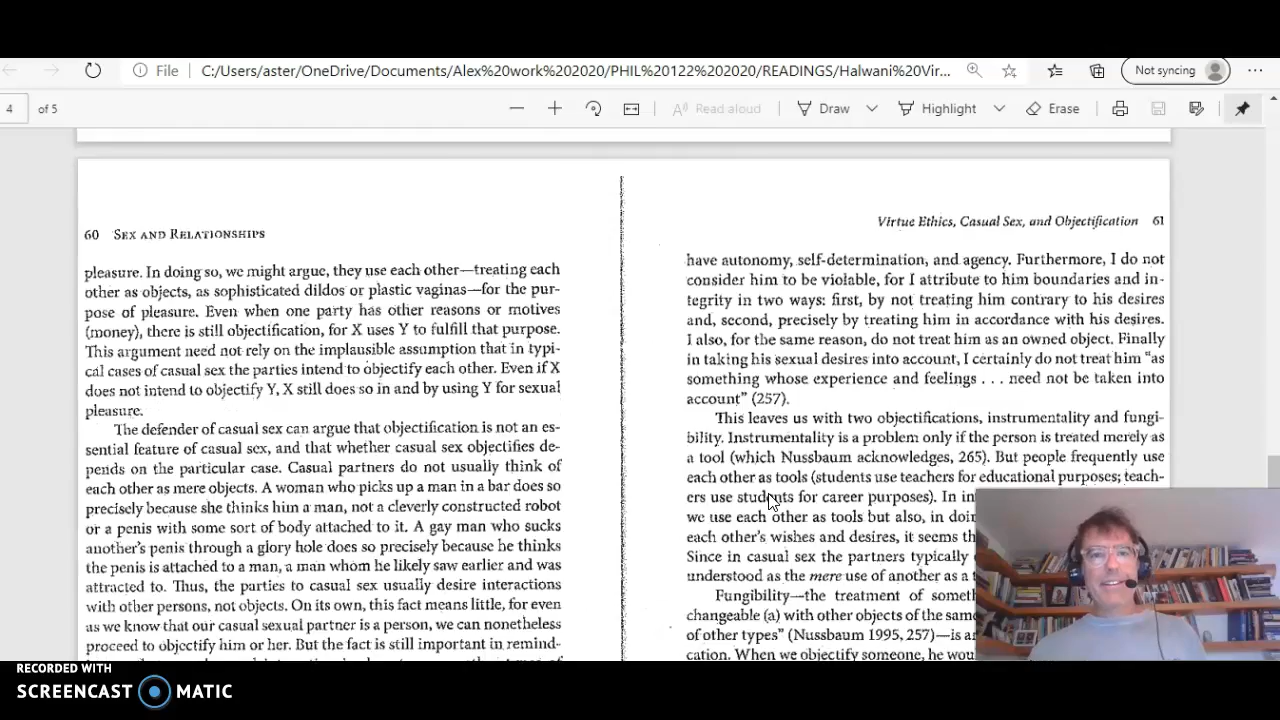 File
C:/Users/aster/OneDrive/Documents/Alex%20work%202020/PHIL%20122%202020/READINGS/Halwani%20Vir...
Not syncing
4 of 5
Read aloud
Draw
Highlight
Erase
60 SEX AND RELATIONSHIPS
pleasure. In doing so, we might argue, they use each other—treating each
other as objects, as sophisticated dildos or plastic vaginas—for the pur-
pose of pleasure. Even when one party has other reasons or motives
(money), there is still objectification, for X uses Y to fulfill that purpose.
This argument need not rely on the implausible assumption that in typi-
cal cases of casual sex the parties intend to objectify each other. Even if X
does not intend to objectify Y, X still does so in and by using Y for sexual
pleasure.
The defender of casual sex can argue that objectification is not an es-
sential feature of casual sex, and that whether casual sex objectifies de-
pends on the particular case. Casual partners do not usually think of
each other as mere objects. A woman who picks up a man in a bar does so
precisely because she thinks him a man, not a cleverly constructed robot
or a penis with some sort of body attached to it. A gay man who sucks
another's penis through a glory hole does so precisely because he thinks
the penis is attached to a man, a man whom he likely saw earlier and was
attracted to. Thus, the parties to casual sex usually desire interactions
with other persons, not objects. On its own, this fact means little, for even
as we know that our casual sexual partner is a person, we can nonetheless
proceed to objectify him or her. But the fact is still important in remind-
Virtue Ethics, Casual Sex, and Objectification 61
have autonomy, self-determination, and agency. Furthermore, I do not
consider him to be violable, for I attribute to him boundaries and in-
tegrity in two ways: first, by not treating him contrary to his desires
and, second, precisely by treating him in accordance with his desires.
I also, for the same reason, do not treat him as an owned object. Finally
in taking his sexual desires into account, I certainly do not treat him "as
something whose experience and feelings . . . need not be taken into
account" (257).
This leaves us with two objectifications, instrumentality and fungi-
bility. Instrumentality is a problem only if the person is treated merely as
a tool (which Nussbaum acknowledges, 265). But people frequently use
each other as tools (students use teachers for educational purposes; teach-
ers use students for career purposes). In in
we use each other as tools but also, in doin
each other's wishes and desires, it seems th
Since in casual sex the partners typically
understood as the mere use of another as a
Fungibility—the treatment of someth
changeable (a) with other objects of the same
of other types" (Nussbaum 1995, 257)—is an
cation. When we objectify someone, he wou
RECORDED WITH
SCREENCAST MATIC